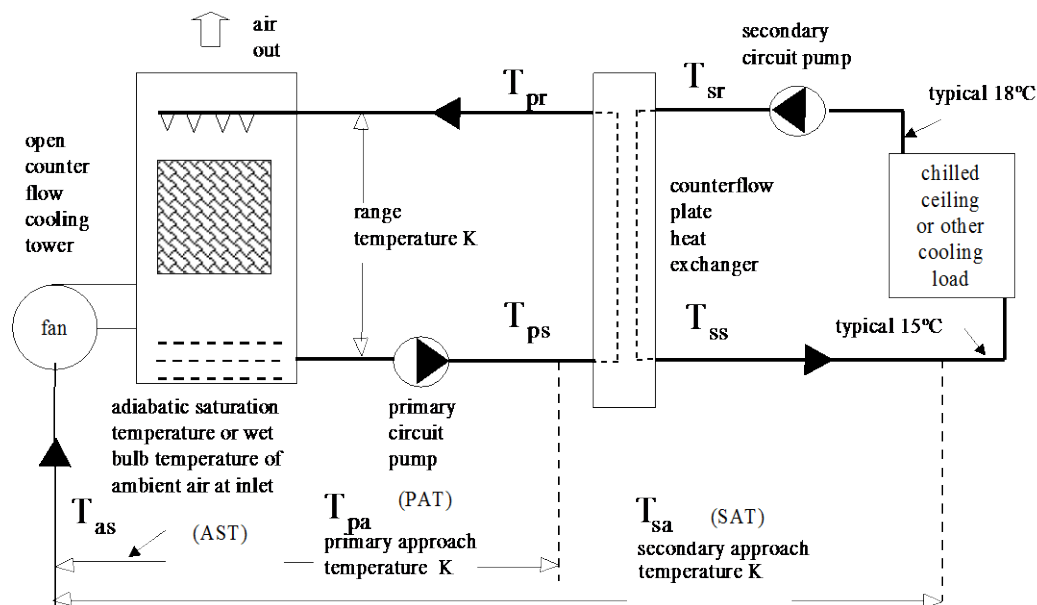 air
out
secondary
circuit pump
T pr
T sr
typical 18ºC
open
counter
flow
cooling
tower
range
temperature K
counterflow
plate
heat
exchanger
chilled
ceiling
or other
cooling
load
fan
T ps
T ss
typical 15ºC
adiabatic saturation
temperature or wet
bulb temperature of
ambient air at inlet
primary
circuit
pump
T as
(AST)
T pa
(PAT)
primary approach
temperature K
T sa
(SAT)
secondary approach
temperature K